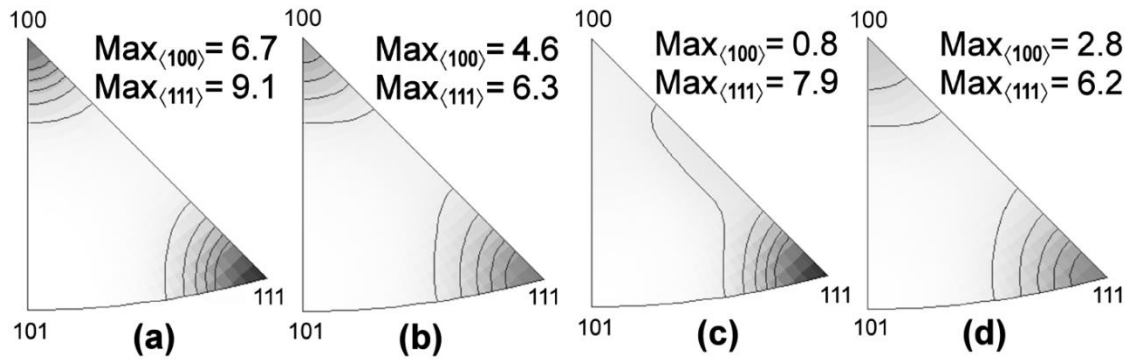 100
Max⟨100⟩= 6.7
Max⟨111⟩= 9.1
101
111
(a)
100
Max⟨100⟩= 4.6
Max⟨111⟩= 6.3
101
111
(b)
100
Max⟨100⟩= 0.8
Max⟨111⟩= 7.9
101
111
(c)
100
Max⟨100⟩= 2.8
Max⟨111⟩= 6.2
101
111
(d)